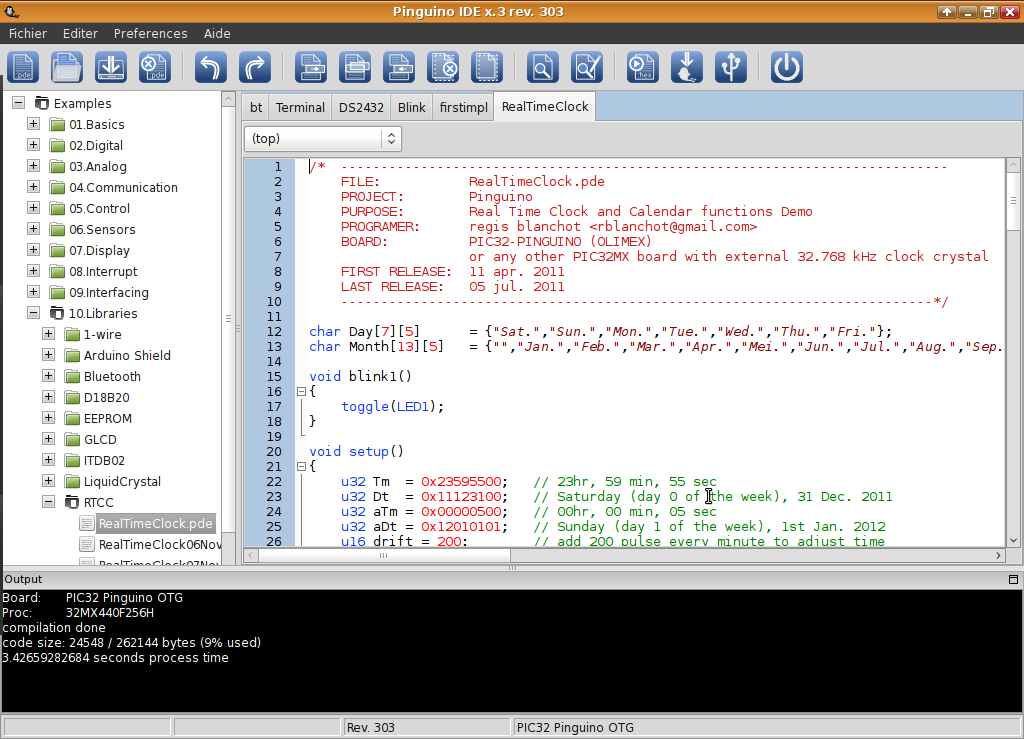 Pinguino IDE x.3 rev. 303
Fichier Editer Preferences Aide
.pde .pde .hex
Examples
01.Basics
02.Digital
03.Analog
04.Communication
05.Control
06.Sensors
07.Display
08.Interrupt
09.Interfacing
10.Libraries
1-wire
Arduino Shield
Bluetooth
D18B20
EEPROM
GLCD
ITDB02
LiquidCrystal
RTCC
RealTimeClock.pde
RealTimeClock06Nov
RealTimeClock07Nov
bt Terminal DS2432 Blink firstimpl RealTimeClock
(top)
1 /* --------------------------------------------------------------------------
2 FILE: RealTimeClock.pde
3 PROJECT: Pinguino
4 PURPOSE: Real Time Clock and Calendar functions Demo
5 PROGRAMER: regis blanchot <rblanchot@gmail.com>
6 BOARD: PIC32-PINGUINO (OLIMEX)
7 or any other PIC32MX board with external 32.768 kHz clock crystal
8 FIRST RELEASE: 11 apr. 2011
9 LAST RELEASE: 05 jul. 2011
10 --------------------------------------------------------------------------*/
11
12 char Day[7][5] = {"Sat.","Sun.","Mon.","Tue.","Wed.","Thu.","Fri."};
13 char Month[13][5] = {"","Jan.","Feb.","Mar.","Apr.","Mei.","Jun.","Jul.","Aug.","Sep.
14
15 void blink1()
16 {
17 toggle(LED1);
18 }
19
20 void setup()
21 {
22 u32 Tm = 0x23595500; // 23hr, 59 min, 55 sec
23 u32 Dt = 0x11123100; // Saturday (day 0 of the week), 31 Dec. 2011
24 u32 aTm = 0x00000500; // 00hr, 00 min, 05 sec
25 u32 aDt = 0x12010101; // Sunday (day 1 of the week), 1st Jan. 2012
26 u16 drift = 200; // add 200 pulse every minute to adjust time
Output
Board: PIC32 Pinguino OTG
Proc: 32MX440F256H
compilation done
code size: 24548 / 262144 bytes (9% used)
3.42659282684 seconds process time
Rev. 303 PIC32 Pinguino OTG